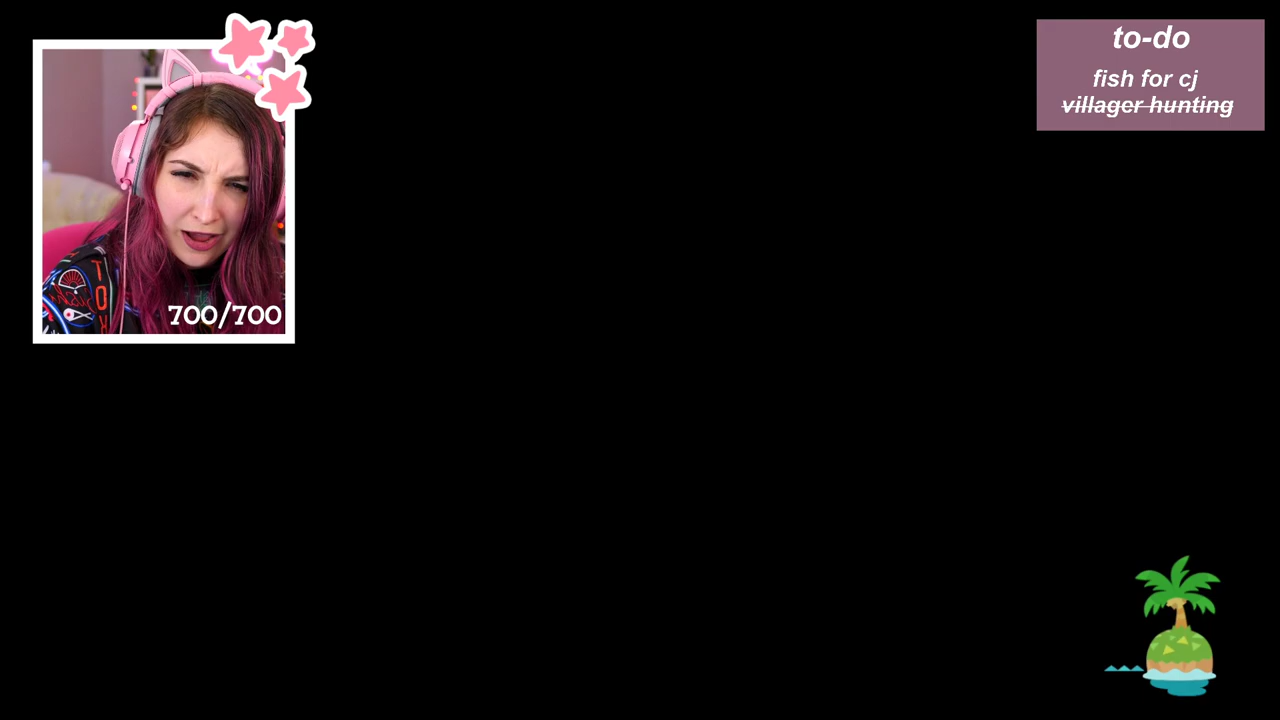 to-do
fish for cj
villager hunting
700/700